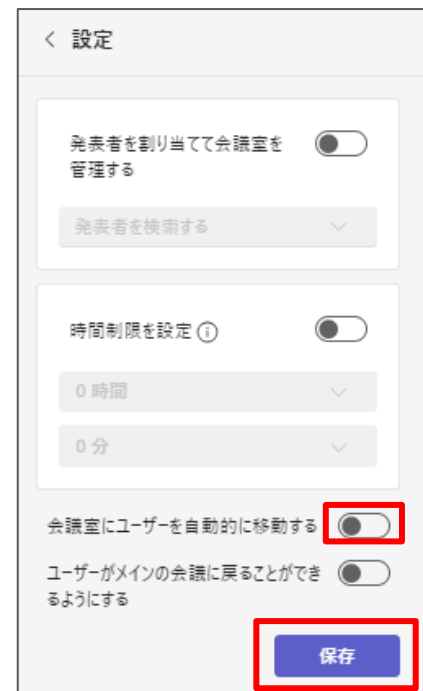 設定
発表者を割り当てて会議室を
管理する
発表者を検索する
時間制限を設定
0 時間
0 分
会議室にユーザーを自動的に移動する
ユーザーがメインの会議に戻ることができ
るようにする
保存